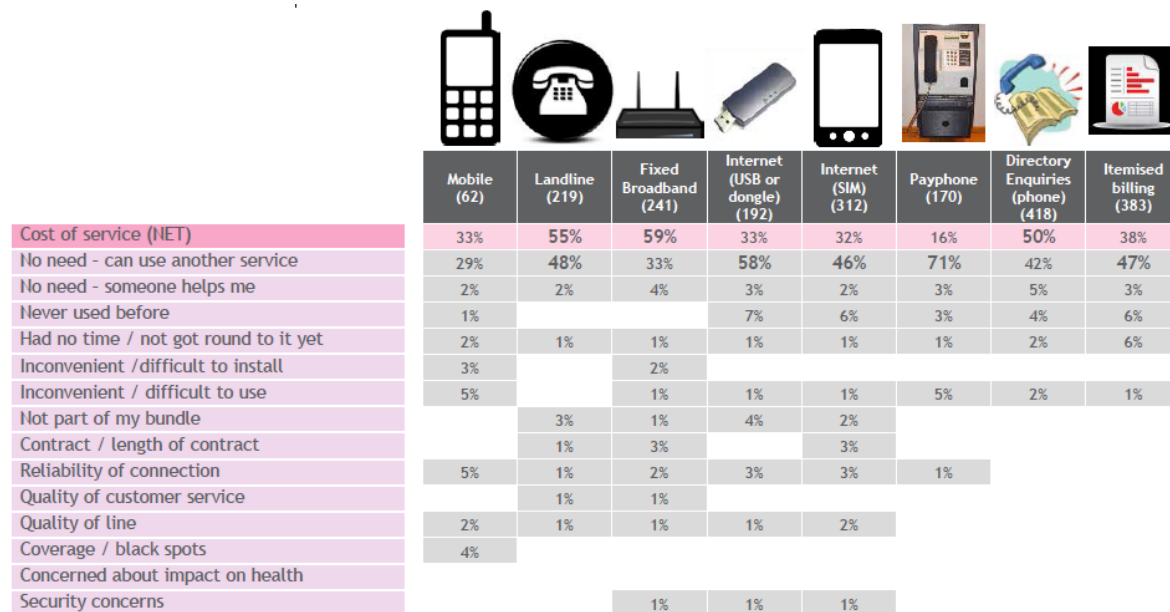 Mobile (62) Landline (219) Fixed Broadband (241) Internet (USB or dongle) (192) Internet (SIM) (312) Payphone (170) Directory Enquiries (phone) (418) Itemised billing (383)
Cost of service (NET) 33% 55% 59% 33% 32% 16% 50% 38%
No need - can use another service 29% 48% 33% 58% 46% 71% 42% 47%
No need - someone helps me 2% 2% 4% 3% 2% 3% 5% 3%
Never used before 1% 7% 6% 3% 4% 6%
Had no time / not got round to it yet 2% 1% 1% 1% 1% 1% 2% 6%
Inconvenient /difficult to install 3% 2%
Inconvenient / difficult to use 5% 1% 1% 1% 5% 2% 1%
Not part of my bundle 3% 1% 4% 2%
Contract / length of contract 1% 3% 3%
Reliability of connection 5% 1% 2% 3% 3% 1%
Quality of customer service 1% 1%
Quality of line 2% 1% 1% 1% 2%
Coverage / black spots 4%
Concerned about impact on health
Security concerns 1% 1% 1%